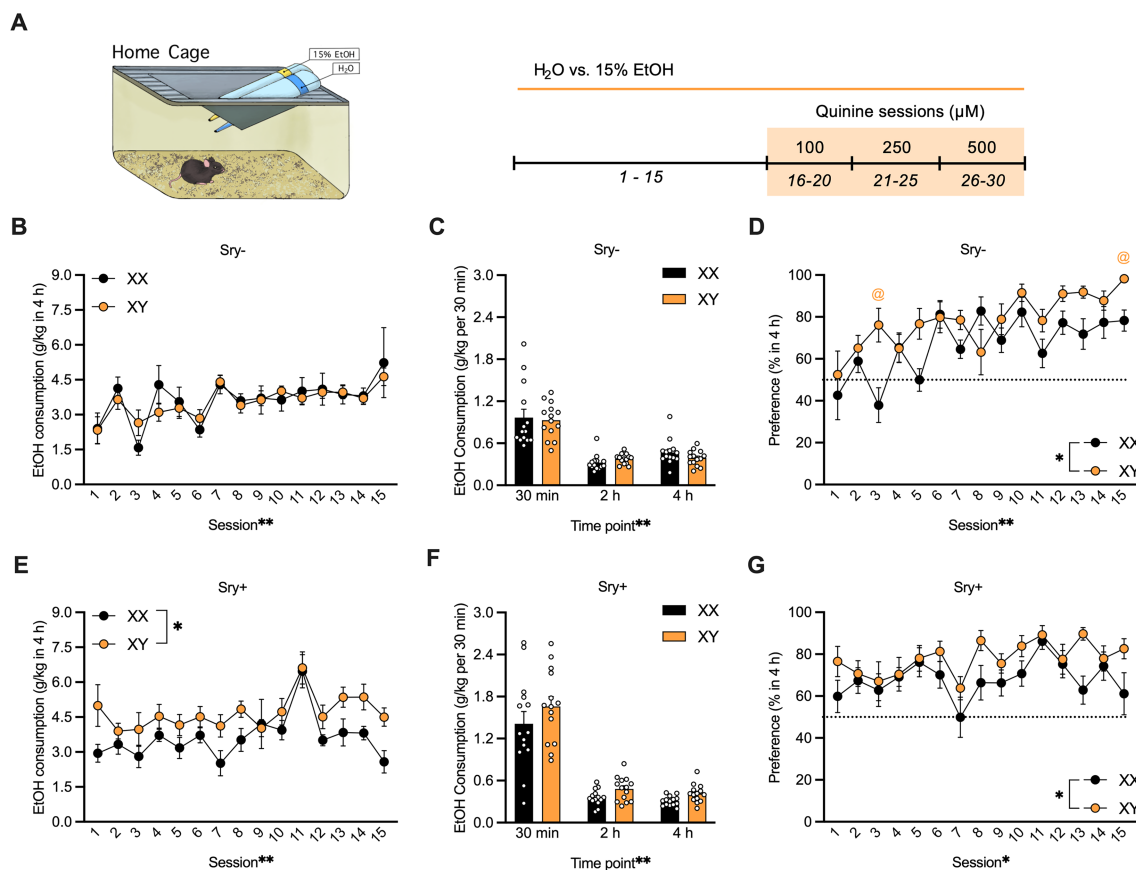 A
Home Cage
15% EtOH
H₂O
H₂O vs. 15% EtOH
Quinine sessions (µM)
100 250 500
1 - 15 16-20 21-25 26-30
B
Sry-
EtOH consumption (g/kg in 4 h)
9.0
7.5
6.0
4.5
3.0
1.5
0.0
XX
XY
1 2 3 4 5 6 7 8 9 10 11 12 13 14 15
Session**
C
Sry-
EtOH Consumption (g/kg per 30 min)
3.0
2.4
1.8
1.2
0.6
0.0
XX
XY
30 min 2 h 4 h
Time point**
D
Sry-
Preference (% in 4 h)
100
80
60
40
20
0
@
@
*
XX
XY
1 2 3 4 5 6 7 8 9 10 11 12 13 14 15
Session**
E
Sry+
EtOH consumption (g/kg in 4 h)
9.0
7.5
6.0
4.5
3.0
1.5
0.0
XX
XY
*
1 2 3 4 5 6 7 8 9 10 11 12 13 14 15
Session**
F
Sry+
EtOH Consumption (g/kg per 30 min)
3.0
2.4
1.8
1.2
0.6
0.0
XX
XY
30 min 2 h 4 h
Time point**
G
Sry+
Preference (% in 4 h)
100
80
60
40
20
0
*
XX
XY
1 2 3 4 5 6 7 8 9 10 11 12 13 14 15
Session*